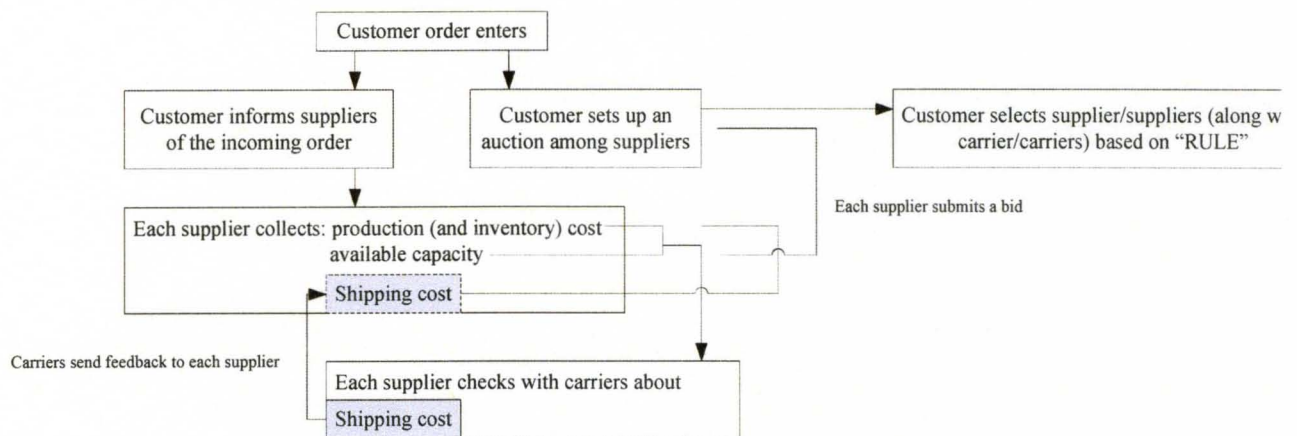 Customer order enters
Customer informs suppliers
of the incoming order
Customer sets up an
auction among suppliers
Customer selects supplier/suppliers (along
carrier/carriers) based on “RULE”
Each supplier submits a bid
Each supplier collects: production (and inventory) cost
available capacity
Shipping cost
Carriers send feedback to each supplier
Each supplier checks with carriers about
Shipping cost